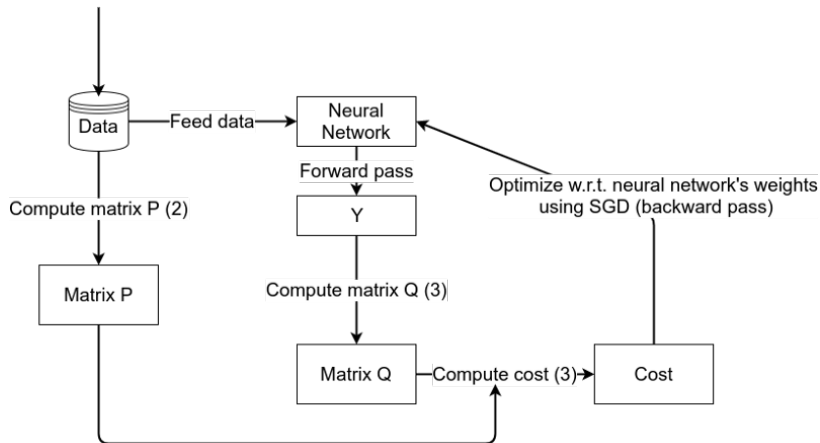 Data
Feed data
Neural
Network
Forward pass
Optimize w.r.t. neural network's weights
using SGD (backward pass)
Compute matrix P (2)
Y
Matrix P
Compute matrix Q (3)
Matrix Q
Compute cost (3)
Cost